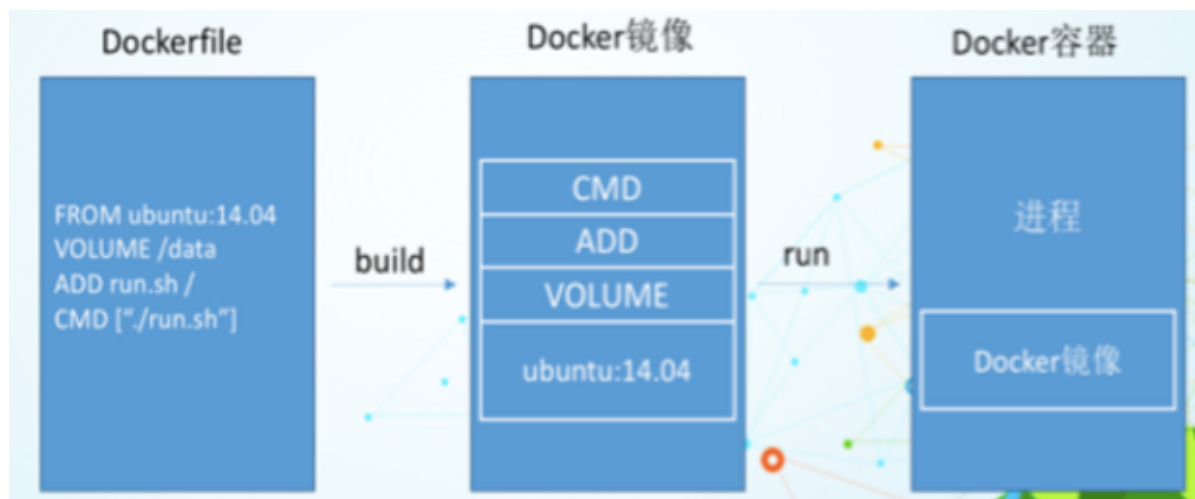 Dockerfile
FROM ubuntu:14.04
VOLUME /data
ADD run.sh /
CMD [“./run.sh”]
build
Docker镜像
CMD
ADD
VOLUME
ubuntu:14.04
run
Docker容器
进程
Docker镜像